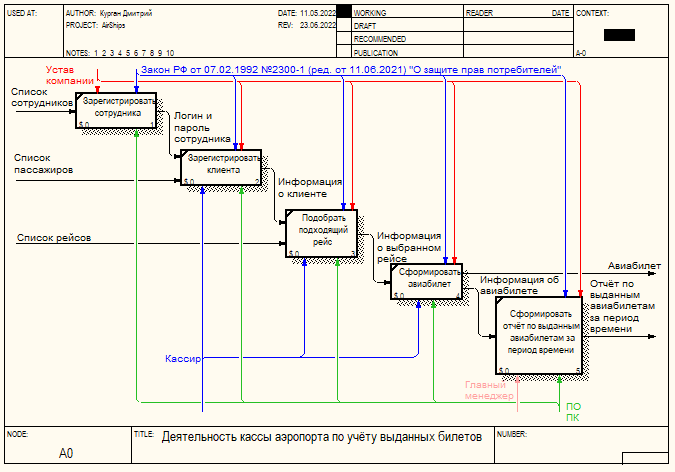 USED AT:
AUTHOR: Курган Дмитрий
DATE: 11.05.2022
WORKING
READER
DATE
CONTEXT:
PROJECT: AirShips
REV: 23.06.2022
DRAFT
RECOMMENDED
NOTES: 1 2 3 4 5 6 7 8 9 10
PUBLICATION
A-0
Устав
компании
Закон РФ от 07.02.1992 №2300-1 (ред. от 11.06.2021) "О защите прав потребителей"
Список
сотрудников
Зарегистрировать
сотрудника
$ 0
1
Логин и
пароль
сотрудника
Список
пассажиров
Зарегистрировать
клиента
$ 0
2
Информация
о клиенте
Список рейсов
Подобрать
подходящий
рейс
$ 0
3
Информация
о выбранном
рейсе
Сформировать
авиабилет
$ 0
4
Авиабилет
Информация об
авиабилете
Отчёт по
выданным
авиабилетам
за период
времени
Сформировать
отчёт по выданным
авиабилетам за
период времени
$ 0
5
Кассир
Главный
менеджер
ПО
ПК
NODE:
A0
TITLE:
Деятельность кассы аэропорта по учёту выданных билетов
NUMBER: